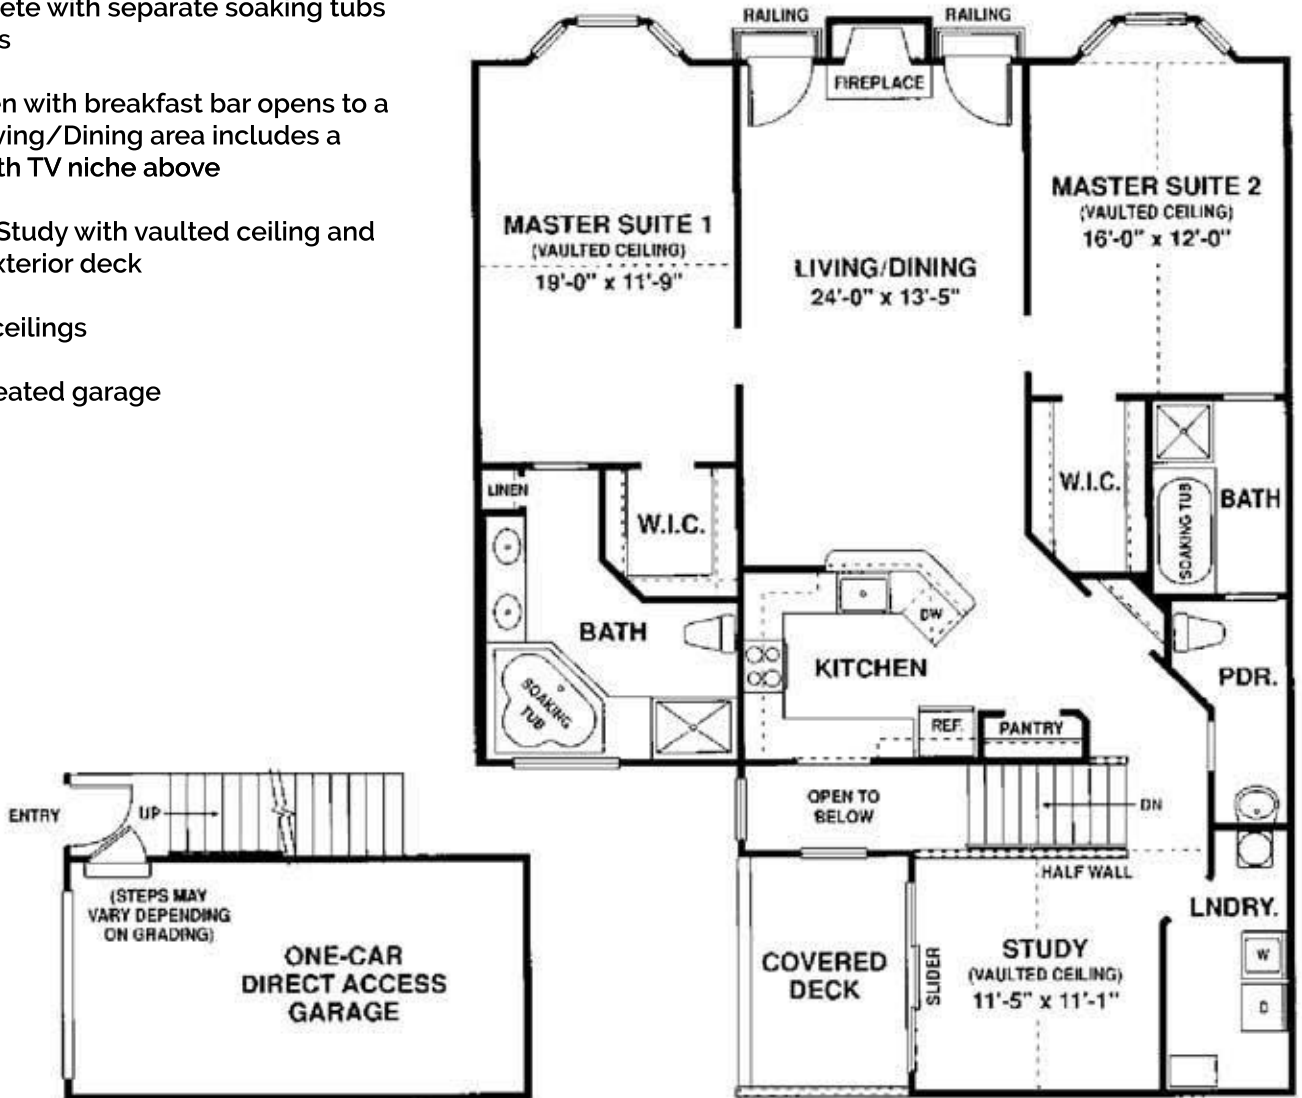 ete with separate soaking tubs
s
en with breakfast bar opens to a
ving/Dining area includes a
th TV niche above
Study with vaulted ceiling and
xterior deck
ceilings
eated garage
RAILING
RAILING
FIREPLACE
MASTER SUITE 1
(VAULTED CEILING)
19'-0" x 11'-9"
LIVING/DINING
24'-0" x 13'-5"
MASTER SUITE 2
(VAULTED CEILING)
16'-0" x 12'-0"
LINEN
W.I.C.
W.I.C.
SOAKING TUB
BATH
BATH
SOAKING
TUB
DW
KITCHEN
REF.
PANTRY
PDR.
OPEN TO
BELOW
DN
HALF WALL
ENTRY
UP
(STEPS MAY
VARY DEPENDING
ON GRADING)
ONE-CAR
DIRECT ACCESS
GARAGE
COVERED
DECK
SLIDER
STUDY
(VAULTED CEILING)
11'-5" x 11'-1"
LNDRY.
W
D